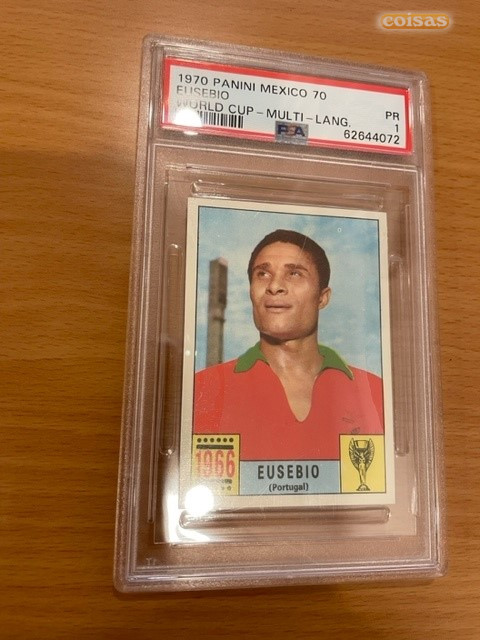 coisas
1970 PANINI MEXICO 70
EUSEBIO
WORLD CUP - MULTI - LANG.
PR
1
PSA
62644072
1966
EUSEBIO
(Portugal)